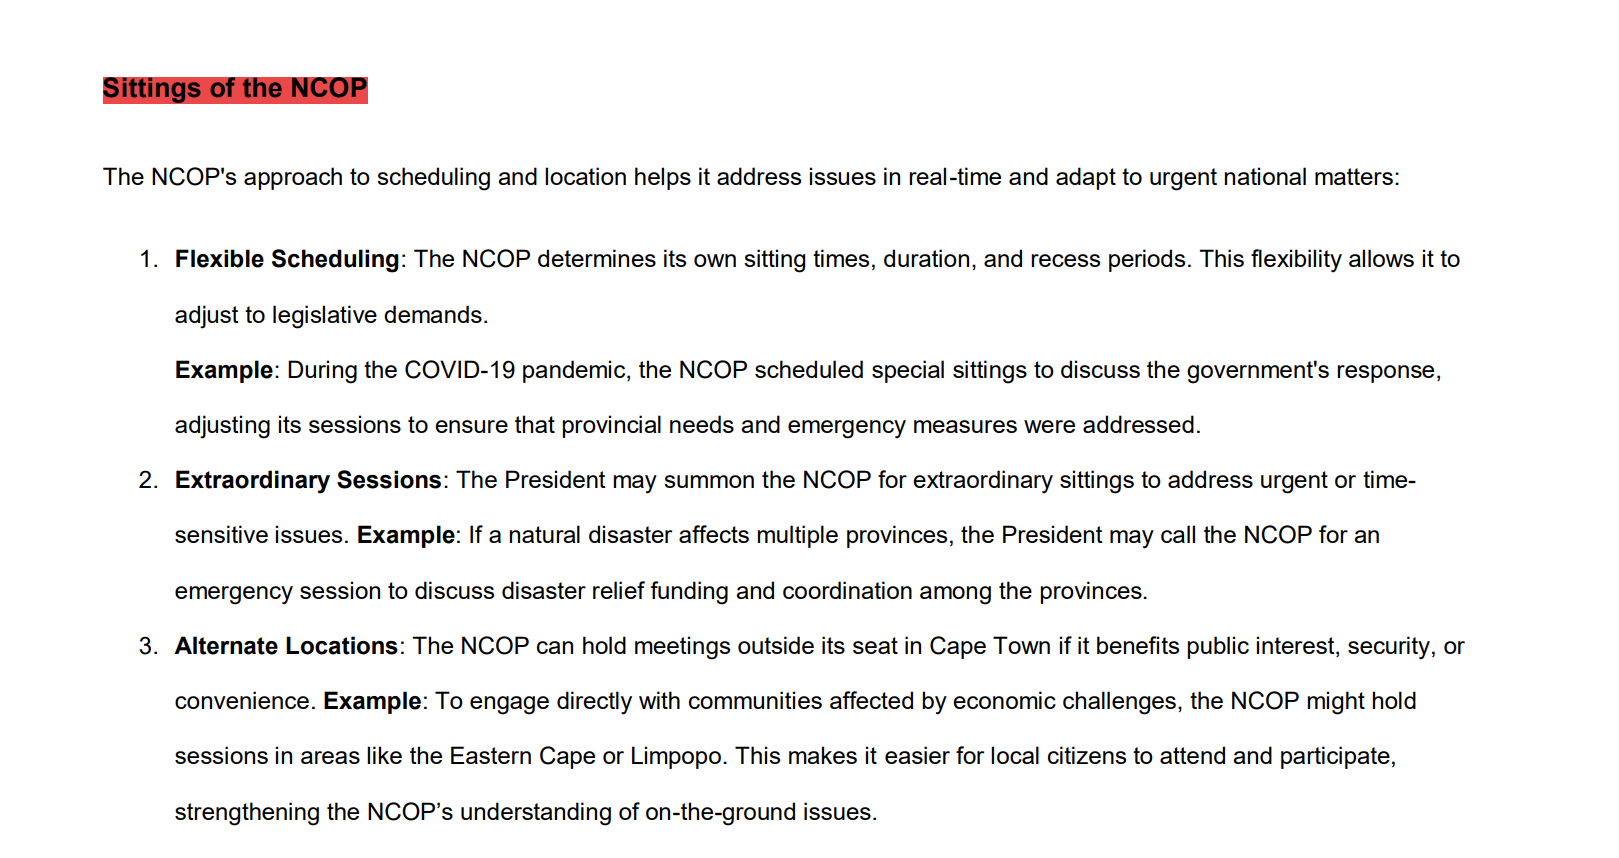 Sittings of the NCOP
The NCOP's approach to scheduling and location helps it address issues in real-time and adapt to urgent national matters:
1. Flexible Scheduling: The NCOP determines its own sitting times, duration, and recess periods. This flexibility allows it to
adjust to legislative demands.
Example: During the COVID-19 pandemic, the NCOP scheduled special sittings to discuss the government's response,
adjusting its sessions to ensure that provincial needs and emergency measures were addressed.
2. Extraordinary Sessions: The President may summon the NCOP for extraordinary sittings to address urgent or time-
sensitive issues. Example: If a natural disaster affects multiple provinces, the President may call the NCOP for an
emergency session to discuss disaster relief funding and coordination among the provinces.
3. Alternate Locations: The NCOP can hold meetings outside its seat in Cape Town if it benefits public interest, security, or
convenience. Example: To engage directly with communities affected by economic challenges, the NCOP might hold
sessions in areas like the Eastern Cape or Limpopo. This makes it easier for local citizens to attend and participate,
strengthening the NCOP’s understanding of on-the-ground issues.